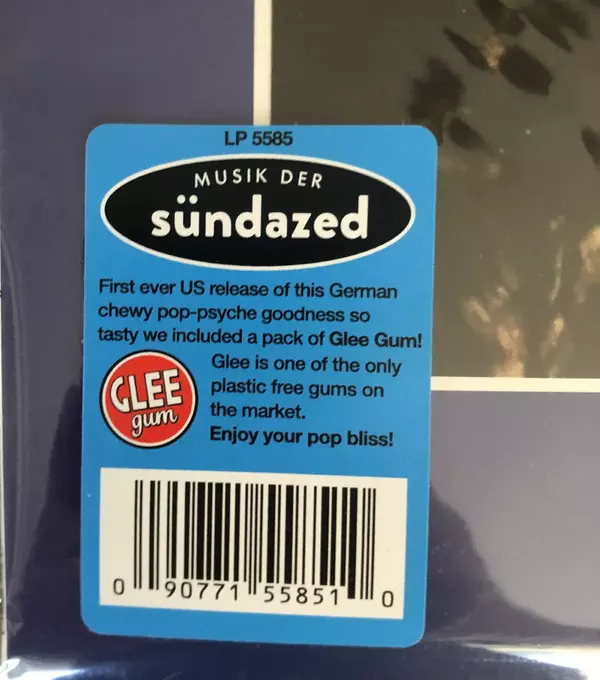 LP 5585
MUSIK DER
sündazed
First ever US release of this German
chewy pop-psyche goodness so
tasty we included a pack of Glee Gum!
GLEE
gum
Glee is one of the only
plastic free gums on
the market.
Enjoy your pop bliss!
0 90771 55851 0